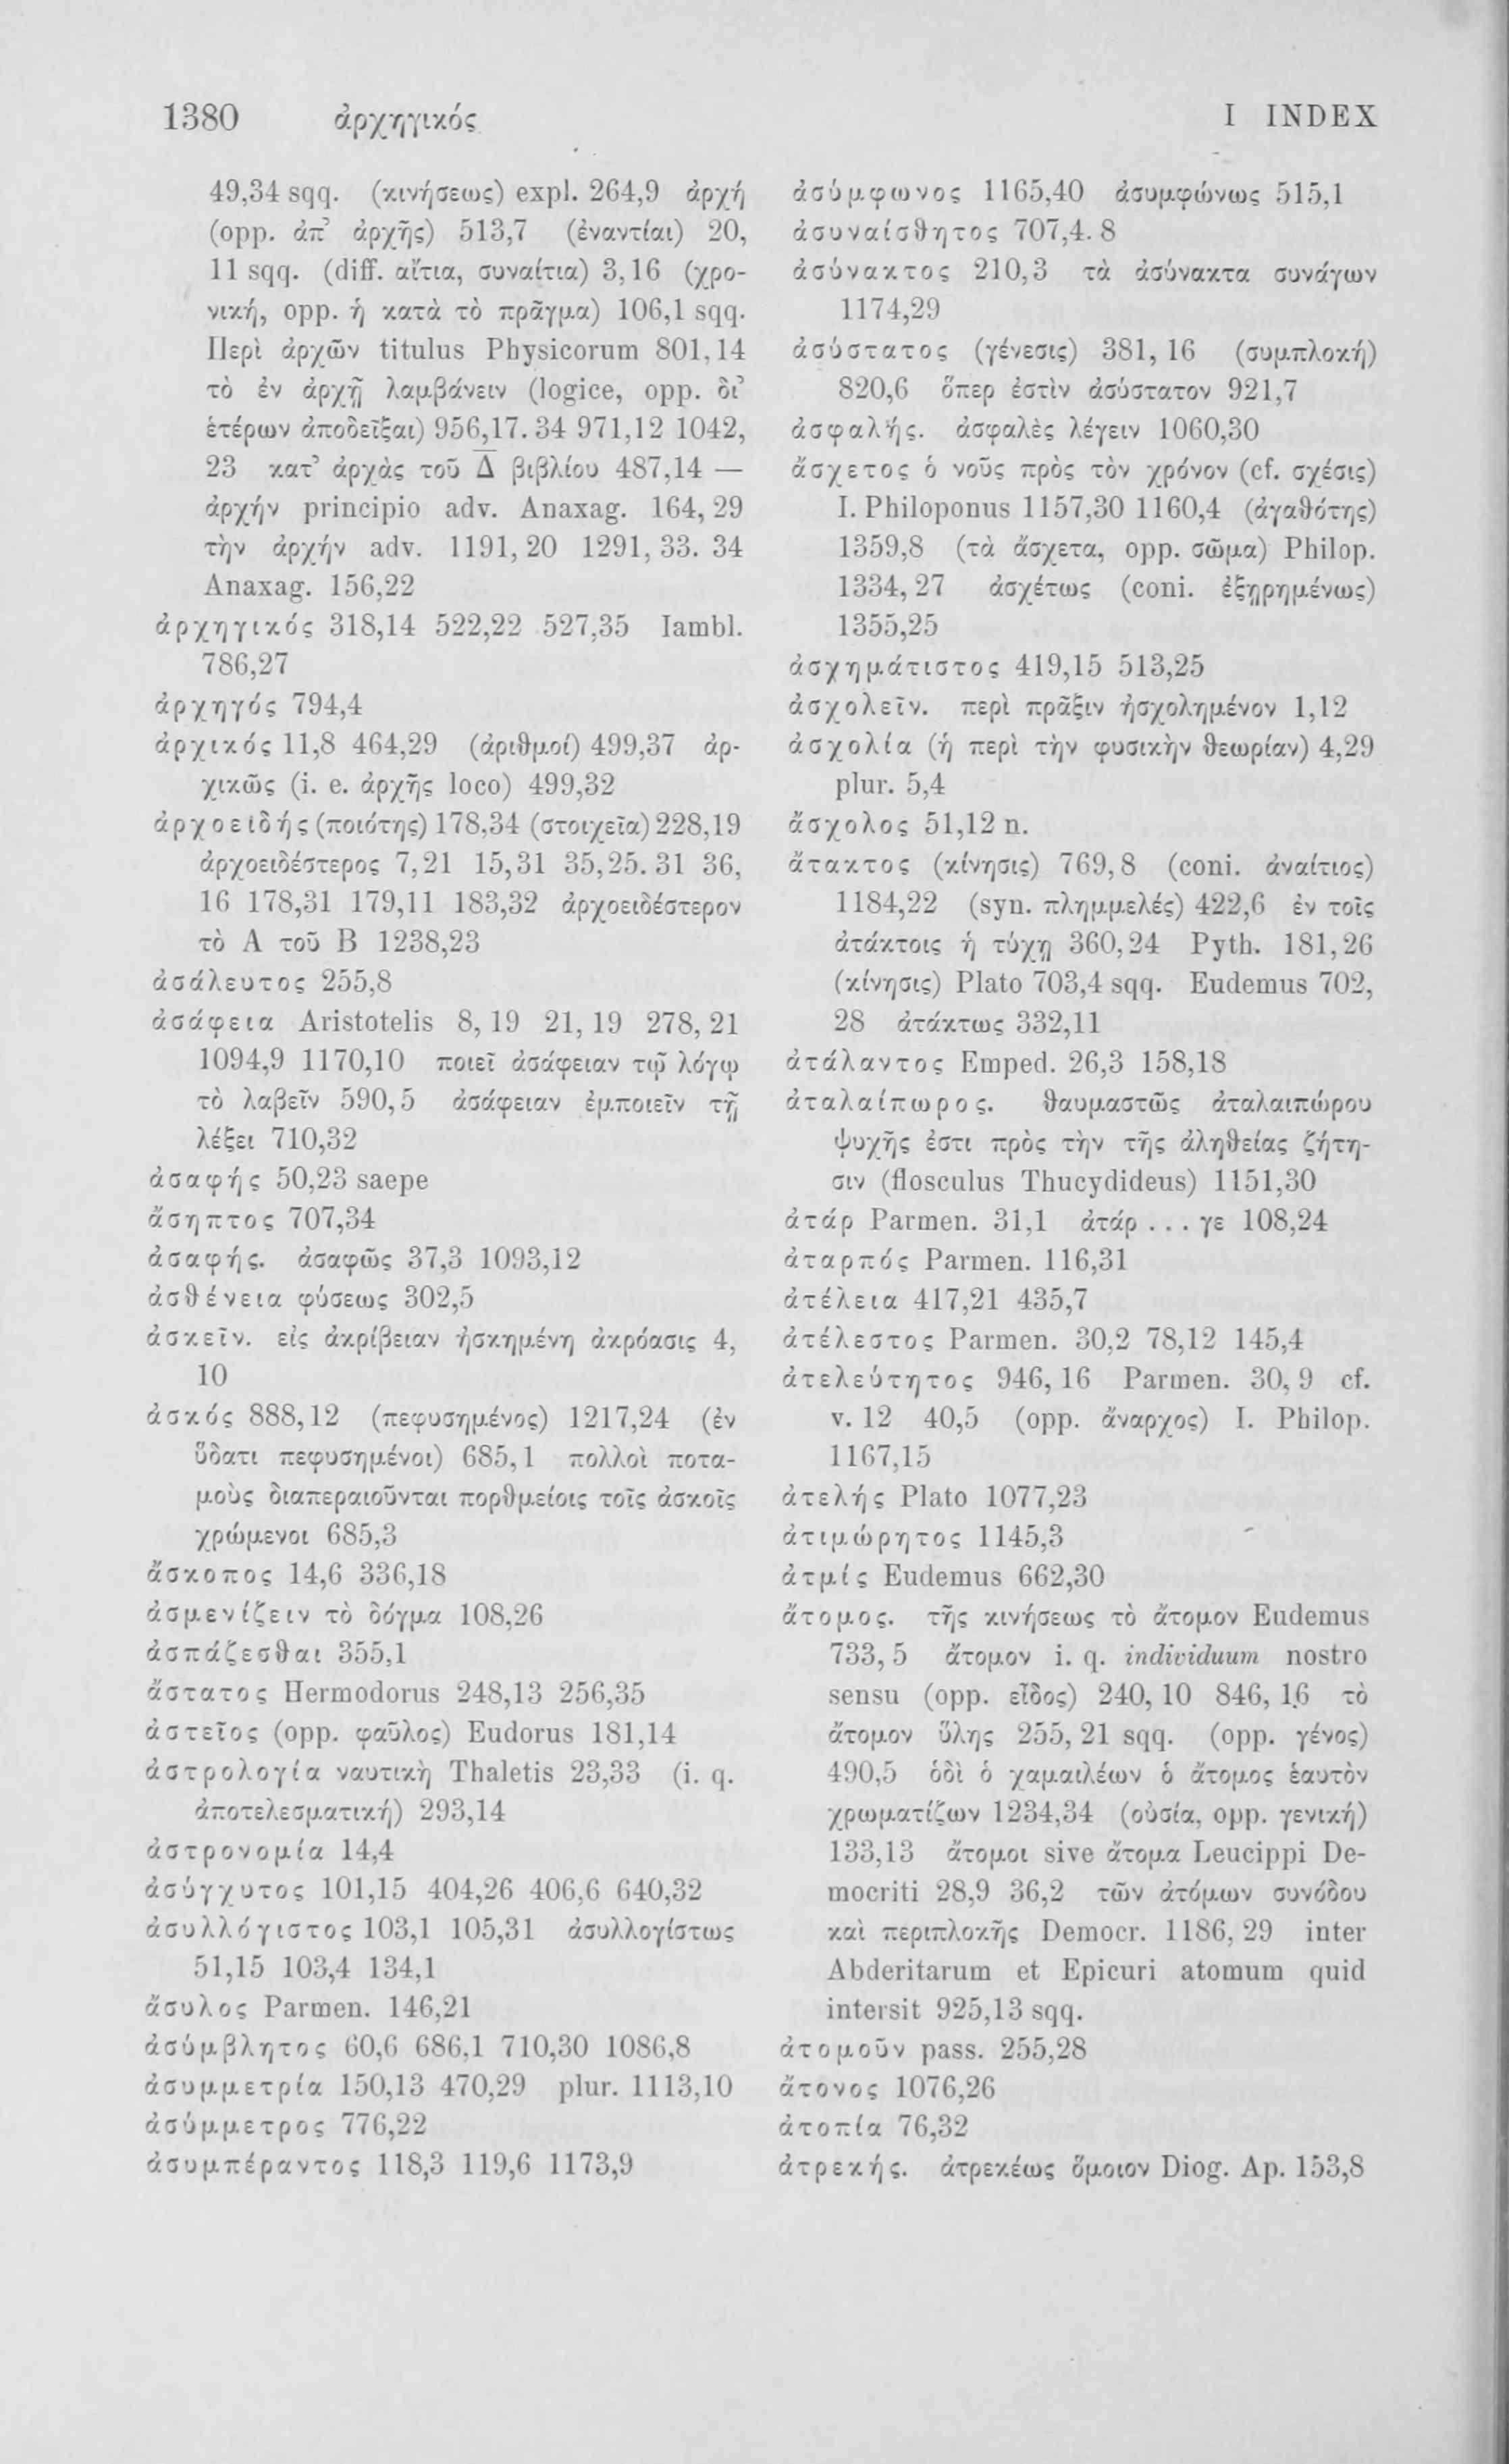 1380 ἀρχηγικός
I INDEX
49,34 sqq. (κινήσεως) expl. 264,9 ἀρχή
(opp. ἀπ’ ἀρχῆς) 513,7 (ἐναντίαι) 20,
11 sqq. (diff. αἴτια, συναίτια) 3,16 (χρο-
νική, opp. ἡ κατὰ τὸ πρᾶγμα) 106,1 sqq.
Περὶ ἀρχῶν titulus Physicorum 801,14
τὸ ἐν ἀρχῇ λαμβάνειν (logice, opp. δι’
ἑτέρων ἀποδεῖξαι) 956,17. 34 971,12 1042,
23 κατ’ ἀρχὰς τοῦ Δ̅ βιβλίου 487,14 —
ἀρχήν principio adv. Anaxag. 164, 29
τὴν ἀρχήν adv. 1191, 20 1291, 33. 34
Anaxag. 156,22
ἀρχηγικός 318,14 522,22 527,35 Iambl.
786,27
ἀρχηγός 794,4
ἀρχικός 11,8 464,29 (ἀριθμοί) 499,37 ἀρ-
χικῶς (i. e. ἀρχῆς loco) 499,32
ἀρχοειδής (ποιότης) 178,34 (στοιχεῖα) 228,19
ἀρχοειδέστερος 7,21 15,31 35,25. 31 36,
16 178,31 179,11 183,32 ἀρχοειδέστερον
τὸ Α τοῦ Β 1238,23
ἀσάλευτος 255,8
ἀσάφεια Aristotelis 8, 19 21, 19 278, 21
1094,9 1170,10 ποιεῖ ἀσάφειαν τῷ λόγῳ
τὸ λαβεῖν 590,5 ἀσάφειαν ἐμποιεῖν τῇ
λέξει 710,32
ἀσαφής 50,23 saepe
ἄσηπτος 707,34
ἀσαφής. ἀσαφῶς 37,3 1093,12
ἀσθένεια φύσεως 302,5
ἀσκεῖν. εἰς ἀκρίβειαν ἠσκημένη ἀκρόασις 4,
10
ἀσκός 888,12 (πεφυσημένος) 1217,24 (ἐν
ὕδατι πεφυσημένοι) 685,1 πολλοὶ ποτα-
μοὺς διαπεραιοῦνται πορθμείοις τοῖς ἀσκοῖς
χρώμενοι 685,3
ἄσκοπος 14,6 336,18
ἀσμενίζειν τὸ δόγμα 108,26
ἀσπάζεσθαι 355,1
ἄστατος Hermodorus 248,13 256,35
ἀστεῖος (opp. φαῦλος) Eudorus 181,14
ἀστρολογία ναυτικὴ Thaletis 23,33 (i. q.
ἀποτελεσματική) 293,14
ἀστρονομία 14,4
ἀσύγχυτος 101,15 404,26 406,6 640,32
ἀσυλλόγιστος 103,1 105,31 ἀσυλλογίστως
51,15 103,4 134,1
ἄσυλος Parmen. 146,21
ἀσύμβλητος 60,6 686,1 710,30 1086,8
ἀσυμμετρία 150,13 470,29 plur. 1113,10
ἀσύμμετρος 776,22
ἀσυμπέραντος 118,3 119,6 1173,9
ἀσύμφωνος 1165,40 ἀσυμφώνως 515,1
ἀσυναίσθητος 707,4. 8
ἀσύνακτος 210,3 τὰ ἀσύνακτα συνάγων
1174,29
ἀσύστατος (γένεσις) 381, 16 (συμπλοκή)
820,6 ὅπερ ἐστὶν ἀσύστατον 921,7
ἀσφαλής. ἀσφαλὲς λέγειν 1060,30
ἄσχετος ὁ νοῦς πρὸς τὸν χρόνον (cf. σχέσις)
I. Philoponus 1157,30 1160,4 (ἀγαθότης)
1359,8 (τὰ ἄσχετα, opp. σῶμα) Philop.
1334, 27 ἀσχέτως (coni. ἐξῃρημένως)
1355,25
ἀσχημάτιστος 419,15 513,25
ἀσχολεῖν. περὶ πρᾶξιν ἠσχολημένον 1,12
ἀσχολία (ἡ περὶ τὴν φυσικὴν θεωρίαν) 4,29
plur. 5,4
ἄσχολος 51,12 n.
ἄτακτος (κίνησις) 769,8 (coni. ἀναίτιος)
1184,22 (syn. πλημμελές) 422,6 ἐν τοῖς
ἀτάκτοις ἡ τύχῃ 360,24 Pyth. 181,26
(κίνησις) Plato 703,4 sqq. Eudemus 702,
28 ἀτάκτως 332,11
ἀτάλαντος Emped. 26,3 158,18
ἀταλαίπωρος. θαυμαστῶς ἀταλαιπώρου
ψυχῆς ἐστι πρὸς τὴν τῆς ἀληθείας ζήτη-
σιν (flosculus Thucydideus) 1151,30
ἀτάρ Parmen. 31,1 ἀτάρ . . . γε 108,24
ἀταρπός Parmen. 116,31
ἀτέλεια 417,21 435,7
ἀτέλεστος Parmen. 30,2 78,12 145,4
ἀτελεύτητος 946, 16 Parmen. 30, 9 cf.
v. 12 40,5 (opp. ἄναρχος) I. Philop.
1167,15
ἀτελής Plato 1077,23
ἀτιμώρητος 1145,3
ἀτμίς Eudemus 662,30
ἄτομος. τῆς κινήσεως τὸ ἄτομον Eudemus
733, 5 ἄτομον i. q. individuum nostro
sensu (opp. εἶδος) 240, 10 846, 16 τὸ
ἄτομον ὕλης 255, 21 sqq. (opp. γένος)
490,5 ὁδὶ ὁ χαμαιλέων ὁ ἄτομος ἑαυτὸν
χρωματίζων 1234,34 (οὐσία, opp. γενική)
133,13 ἄτομοι sive ἄτομα Leucippi De-
mocriti 28,9 36,2 τῶν ἀτόμων συνόδου
καὶ περιπλοκῆς Democr. 1186, 29 inter
Abderitarum et Epicuri atomum quid
intersit 925,13 sqq.
ἀτομοῦν pass. 255,28
ἄτονος 1076,26
ἀτοπία 76,32
ἀτρεκής. ἀτρεκέως ὅμοιον Diog. Ap. 153,8